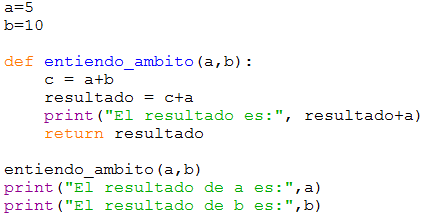 a=5
b=10
def entiendo_ambito(a,b):
    c = a+b
    resultado = c+a
    print("El resultado es:", resultado+a)
    return resultado
entiendo_ambito(a,b)
print("El resultado de a es:",a)
print("El resultado de b es:",b)